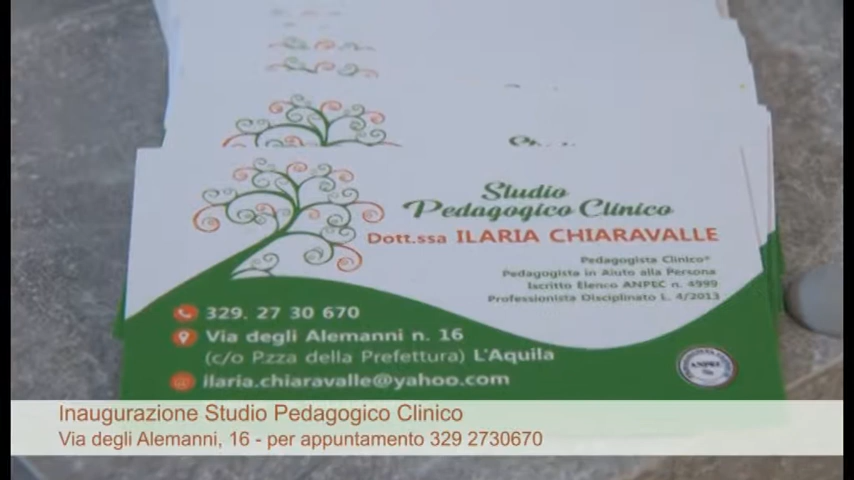 Studio
Pedagogico Clinico
Dott.ssa ILARIA CHIARAVALLE
Pedagogista Clinico®
Pedagogista in Aiuto alla Persona
Iscritto Elenco ANPEC n. 4999
Professionista Disciplinato L. 4/2013
329. 27 30 670
Via degli Alemanni n. 16
(c/o P.zza della Prefettura) L'Aquila
ilaria.chiaravalle@yahoo.com
ANPEC
Inaugurazione Studio Pedagogico Clinico
Via degli Alemanni, 16 - per appuntamento 329 2730670